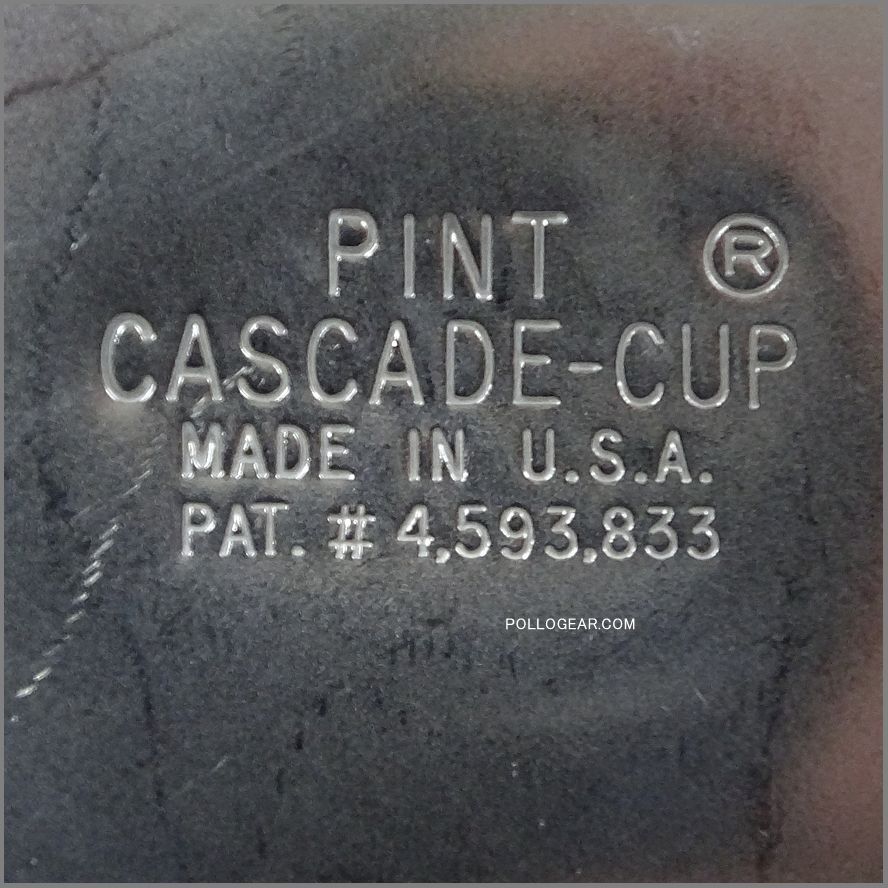 PINT ®
CASCADE-CUP
MADE IN U.S.A.
PAT. # 4,593,833
POLLOGEAR.COM